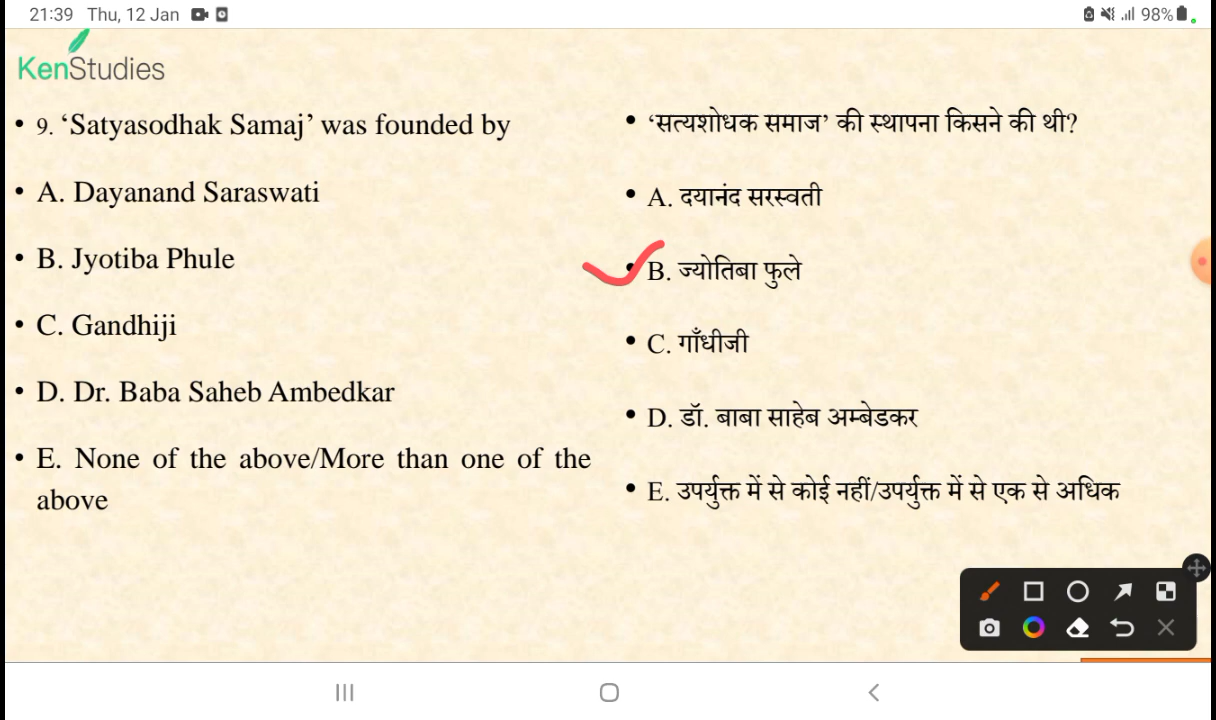 21:39 Thu, 12 Jan
98%
KenStudies
• 9. ‘Satyasodhak Samaj’ was founded by
• A. Dayanand Saraswati
• B. Jyotiba Phule
• C. Gandhiji
• D. Dr. Baba Saheb Ambedkar
• E. None of the above/More than one of the
above
• ‘सत्यशोधक समाज’ की स्थापना किसने की थी?
• A. दयानंद सरस्वती
• B. ज्योतिबा फुले
• C. गाँधीजी
• D. डॉ. बाबा साहेब अम्बेडकर
• E. उपर्युक्त में से कोई नहीं/उपर्युक्त में से एक से अधिक